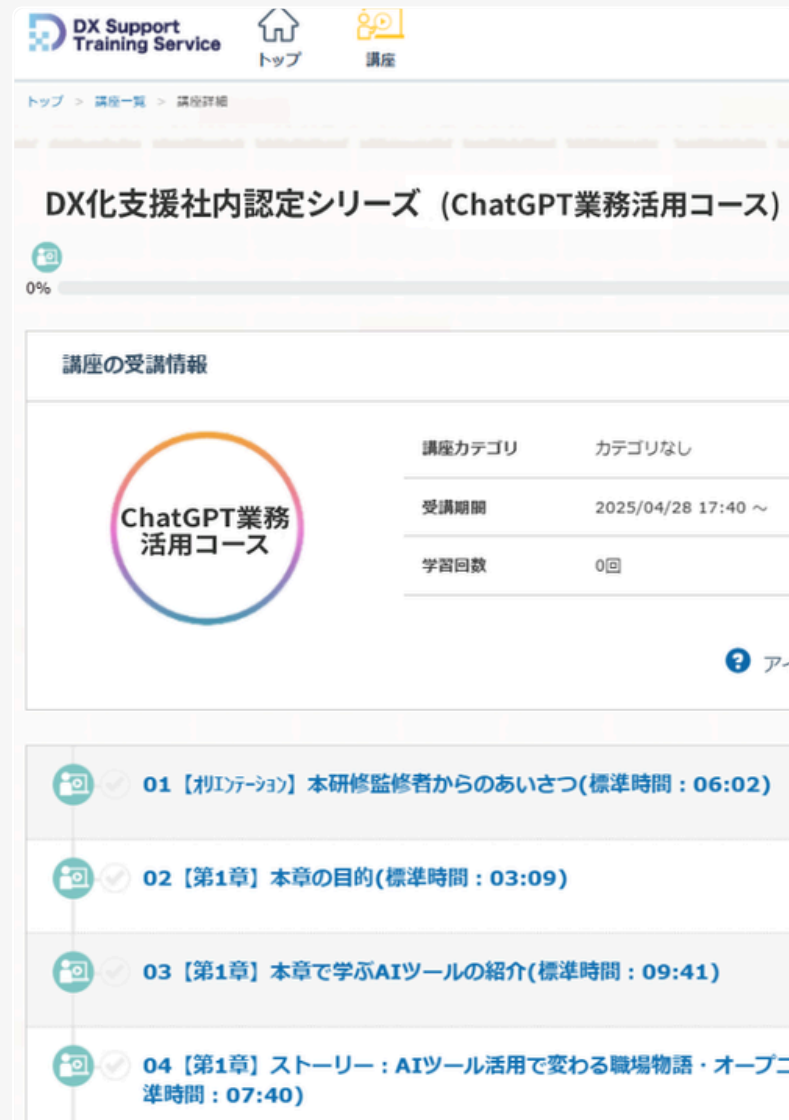 DX Support
Training Service
トップ
講座
トップ > 講座一覧 > 講座詳細
DX化支援社内認定シリーズ (ChatGPT業務活用コース)
0%
講座の受講情報
ChatGPT業務
活用コース
講座カテゴリ カテゴリなし
受講期間 2025/04/28 17:40 ～
学習回数 0回
?
01【ｵﾘｴﾝﾃｰｼｮﾝ】本研修監修者からのあいさつ(標準時間：06:02)
02【第1章】本章の目的(標準時間：03:09)
03【第1章】本章で学ぶAIツールの紹介(標準時間：09:41)
04【第1章】ストーリー：AIツール活用で変わる職場物語・オープニ
準時間：07:40)